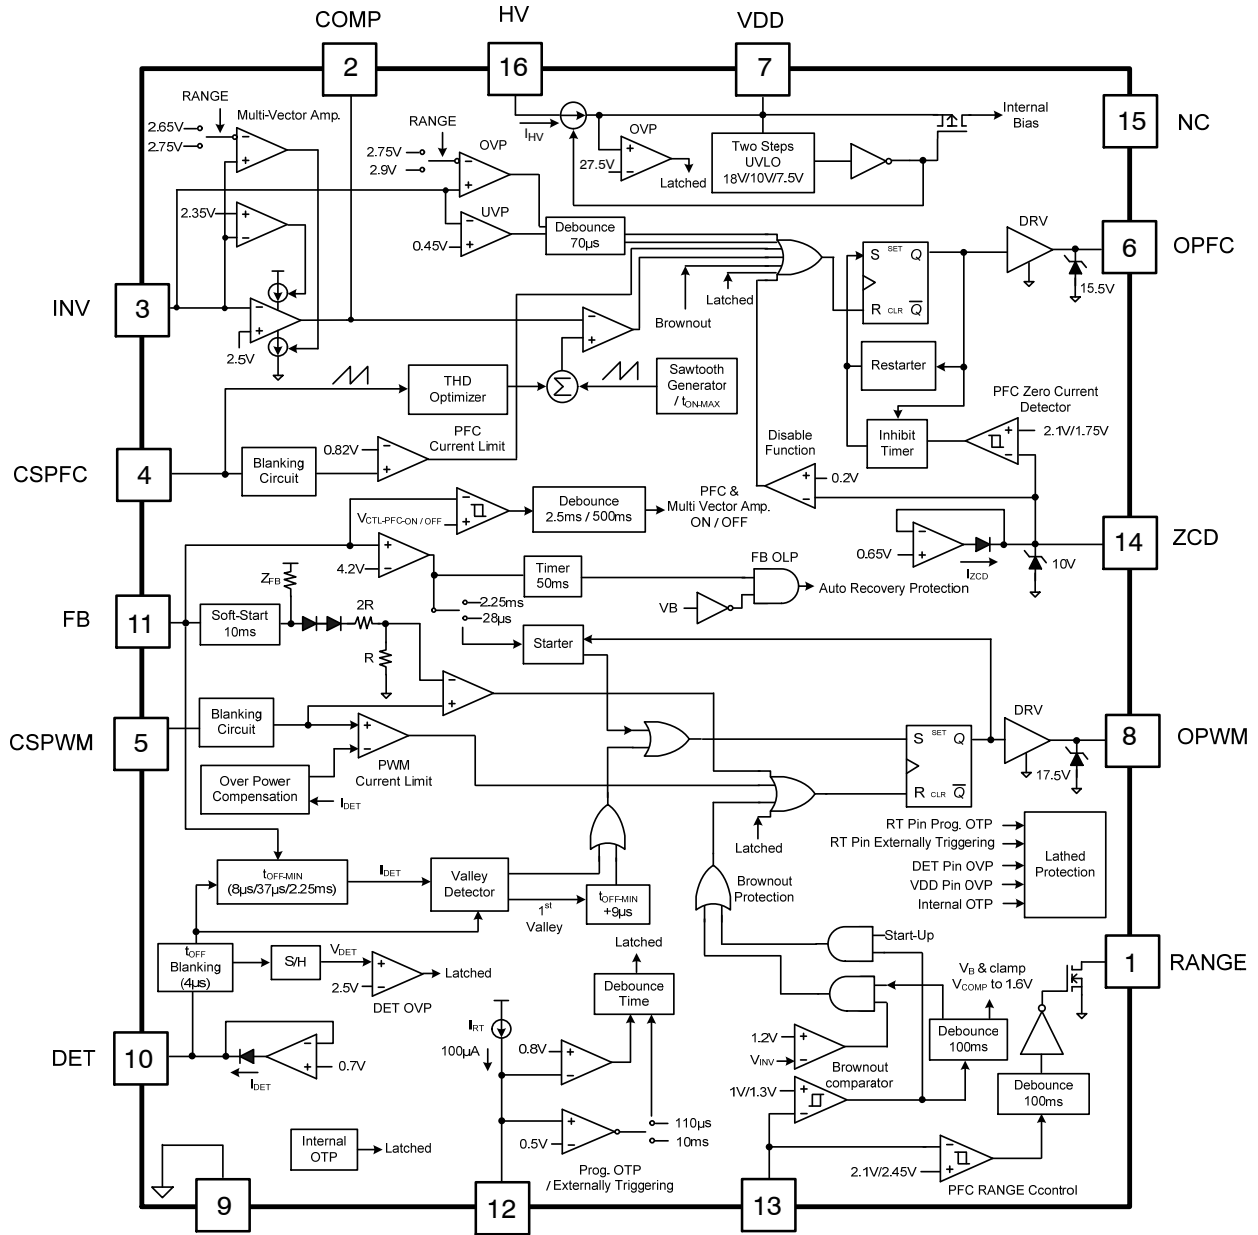 COMP
HV
VDD
2
16
7
15
NC
RANGE
Multi-Vector Amp.
2.65V
2.75V
2.35V
2.5V
RANGE
2.75V
2.9V
OVP
UVP
0.45V
Debounce
70µs
I_HV
OVP
27.5V
Latched
Two Steps
UVLO
18V/10V/7.5V
Internal
Bias
DRV
6
OPFC
15.5V
S SET Q
R CLR Q̅
INV
3
Brownout
Latched
Restarter
THD
Optimizer
Σ
Sawtooth
Generator
/ t_ON-MAX
Inhibit
Timer
PFC Zero Current
Detector
2.1V/1.75V
CSPFC
4
Blanking
Circuit
0.82V
PFC
Current Limit
Disable
Function
0.2V
V_CTL-PFC-ON / OFF
Debounce
2.5ms / 500ms
PFC &
Multi Vector Amp.
ON / OFF
4.2V
0.65V
I_ZCD
10V
14
ZCD
Timer
50ms
FB OLP
VB
Auto Recovery Protection
Z_FB
FB
11
Soft-Start
10ms
2R
R
2.25ms
28µs
Starter
CSPWM
5
Blanking
Circuit
Over Power
Compensation
I_DET
PWM
Current Limit
S SET Q
R CLR Q̅
DRV
17.5V
8
OPWM
Latched
RT Pin Prog. OTP
RT Pin Externally Triggering
DET Pin OVP
VDD Pin OVP
Internal OTP
Lathed
Protection
t_OFF-MIN
(8µs/37µs/2.25ms)
I_DET
Valley
Detector
1st
Valley
t_OFF-MIN
+9µs
Brownout
Protection
t_OFF
Blanking
(4µs)
S/H
V_DET
2.5V
DET OVP
Latched
Latched
Debounce
Time
Start-Up
V_B & clamp
V_COMP to 1.6V
1
RANGE
DET
10
I_DET
0.7V
I_RT
100µA
0.8V
0.5V
110µs
10ms
Prog. OTP
/ Externally Triggering
1.2V
V_INV
1V/1.3V
Brownout
comparator
Debounce
100ms
Debounce
100ms
2.1V/2.45V
PFC RANGE Ccontrol
Internal
OTP
Latched
9
12
13